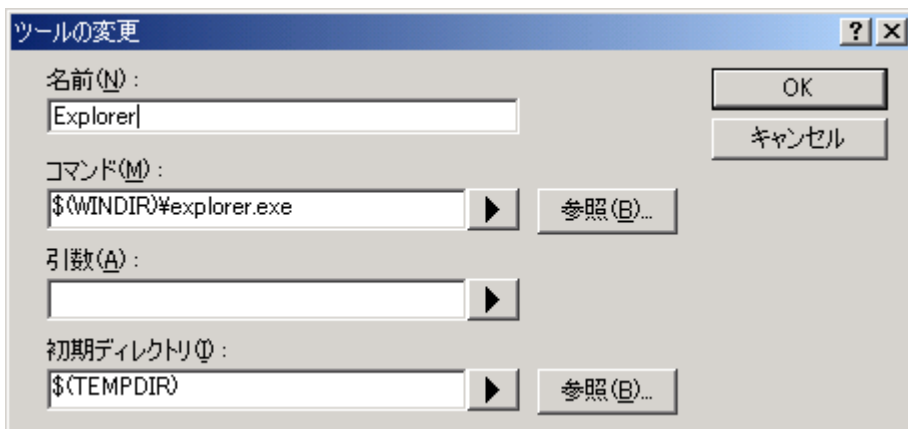 ツールの変更
名前(N):
Explorer
OK
キャンセル
コマンド(M):
$(WINDIR)¥explorer.exe
参照(B)...
引数(A):
初期ディレクトリ(I):
$(TEMPDIR)
参照(B)...